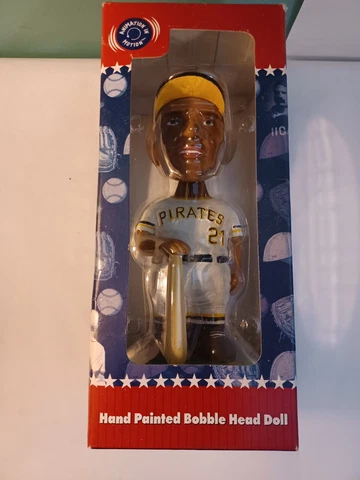 ANIMATION IN
MOTION
PIRATES
21
Hand Painted Bobble Head Doll